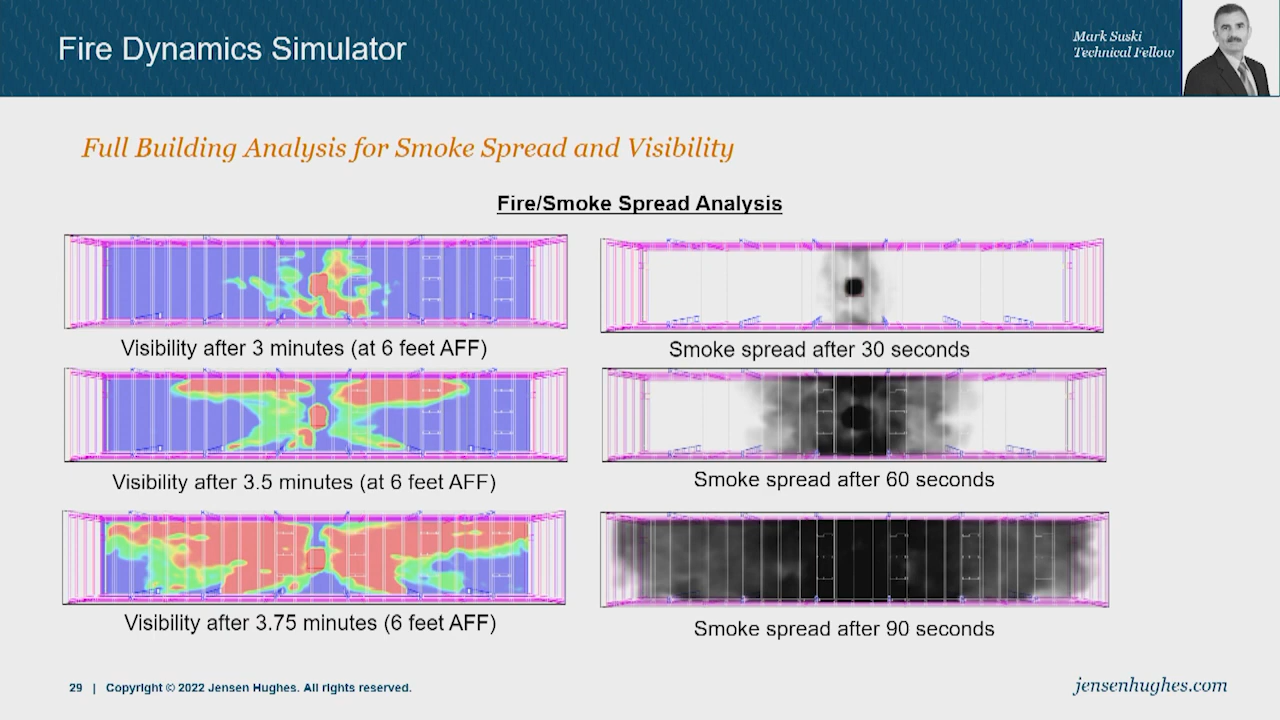 Fire Dynamics Simulator
Mark Suski
Technical Fellow
Full Building Analysis for Smoke Spread and Visibility
Fire/Smoke Spread Analysis
Visibility after 3 minutes (at 6 feet AFF)
Smoke spread after 30 seconds
Visibility after 3.5 minutes (at 6 feet AFF)
Smoke spread after 60 seconds
Visibility after 3.75 minutes (6 feet AFF)
Smoke spread after 90 seconds
29 | Copyright © 2022 Jensen Hughes. All rights reserved.
jensenhughes.com